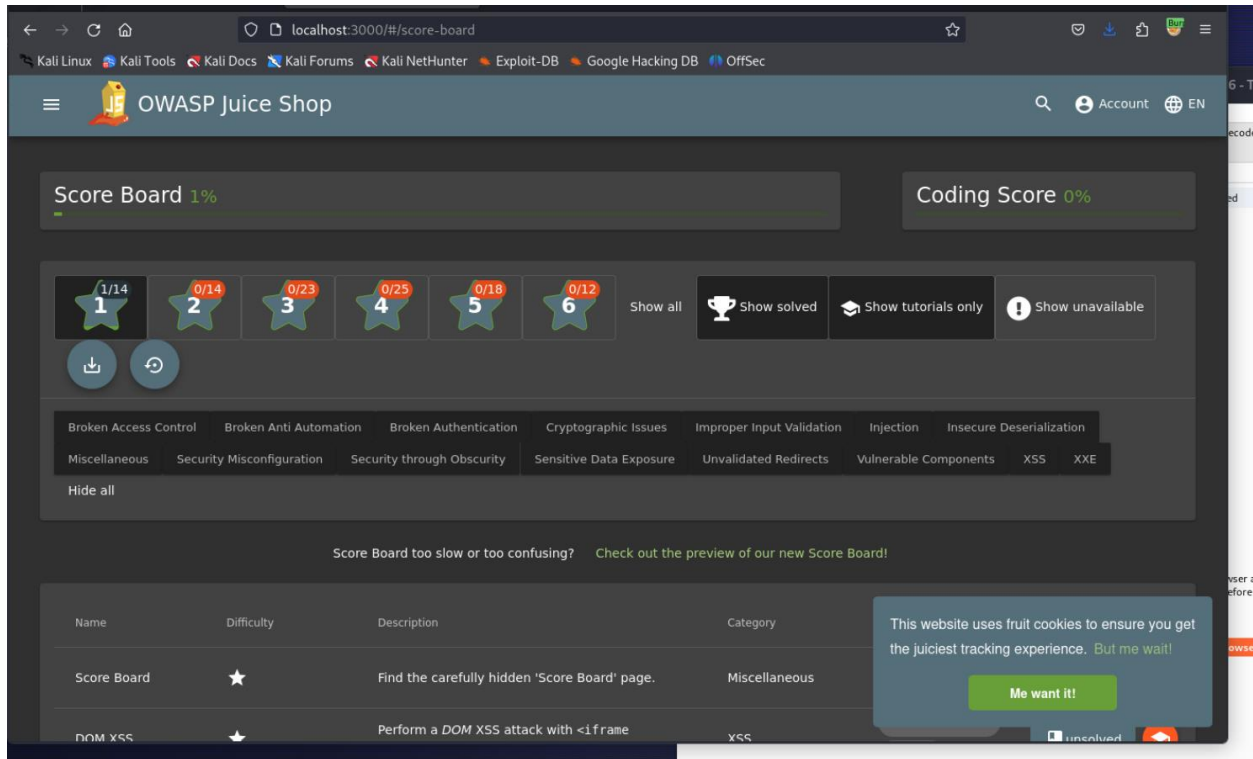 localhost:3000/#/score-board
Kali Linux Kali Tools Kali Docs Kali Forums Kali NetHunter Exploit-DB Google Hacking DB OffSec
OWASP Juice Shop Account EN
Score Board 1% Coding Score 0%
1/14 0/14 0/23 0/25 0/18 0/12
1 2 3 4 5 6 Show all Show solved Show tutorials only Show unavailable
Broken Access Control Broken Anti Automation Broken Authentication Cryptographic Issues Improper Input Validation Injection Insecure Deserialization
Miscellaneous Security Misconfiguration Security through Obscurity Sensitive Data Exposure Unvalidated Redirects Vulnerable Components XSS XXE
Hide all
Score Board too slow or too confusing? Check out the preview of our new Score Board!
Name Difficulty Description Category
Score Board Find the carefully hidden 'Score Board' page. Miscellaneous
DOM XSS Perform a DOM XSS attack with <iframe XSS unsolved
This website uses fruit cookies to ensure you get
the juiciest tracking experience. But me wait!
Me want it!